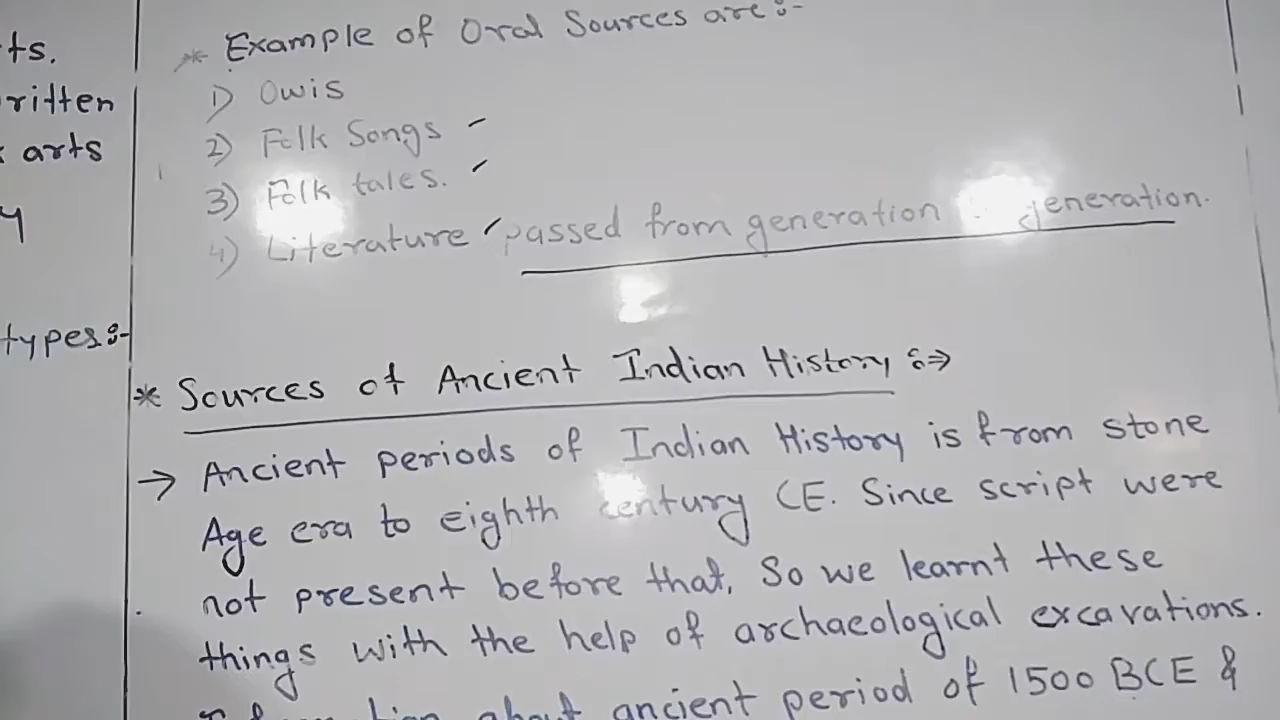 ts.
ritten
arts
y
types:-
* Example of Oral Sources are:-
1) Owis
2) Folk Songs -
3) Folk tales.
4) Literature passed from generation generation.
* Sources of Ancient Indian History :⇒
→ Ancient periods of Indian History is from stone
Age era to eighth century CE. Since script were
not present before that, So we learnt these
things with the help of archaeological excavations.
about ancient period of 1500 BCE &